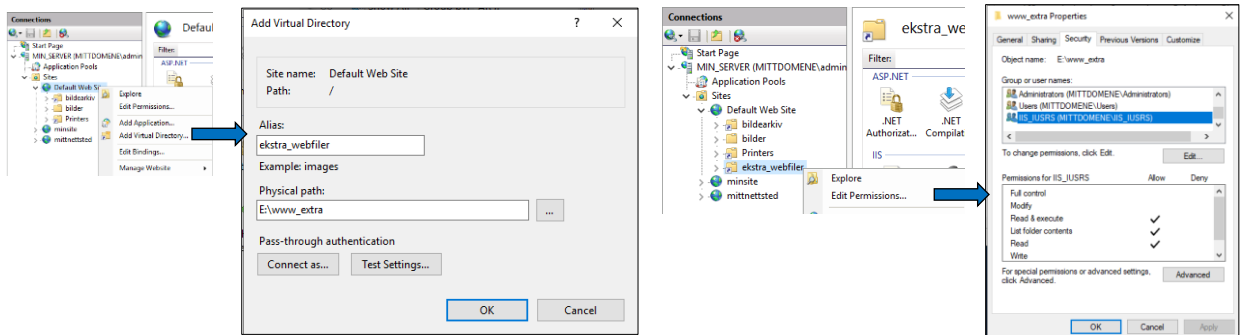 Connections
Start Page
MIN_SERVER (MITTDOMENE\admin
Application Pools
Sites
Default Web Si
bildearkiv
bilder
Printers
minsite
mittnettsted
Defaul
Filter:
ASP.NET
Explore
Edit Permissions...
Add Application...
Add Virtual Directory...
Edit Bindings...
Manage Website
Add Virtual Directory
?
Site name: Default Web Site
Path: /
Alias:
ekstra_webfiler
Example: images
Physical path:
E:\www_extra
...
Pass-through authentication
Connect as... Test Settings...
OK Cancel
Connections
Start Page
MIN_SERVER (MITTDOMENE\admin
Application Pools
Sites
Default Web Site
bildearkiv
bilder
Printers
ekstra_webfiler
minsite
mittnettsted
ekstra_we
Filter:
ASP.NET
.NET .NET
Authorizat... Compilat
IIS
Explore
Edit Permissions...
www_extra Properties
General Sharing Security Previous Versions Customize
Object name: E:\www_extra
Group or user names:
Administrators (MITTDOMENE\Administrators)
Users (MITTDOMENE\Users)
IIS_IUSRS (MITTDOMENE\IIS_IUSRS)
To change permissions, click Edit.
Edit...
Permissions for IIS_IUSRS Allow Deny
Full control
Modify
Read & execute
List folder contents
Read
Write
For special permissions or advanced settings,
click Advanced.
Advanced
OK Cancel Apply